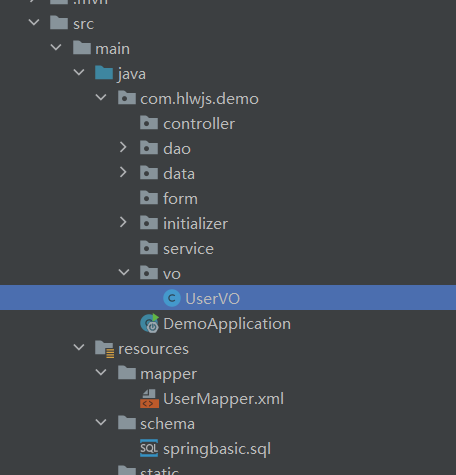 .mvn
src
main
java
com.hlwjs.demo
controller
dao
data
form
initializer
service
vo
C UserVO
DemoApplication
resources
mapper
<> UserMapper.xml
schema
SQL springbasic.sql
static